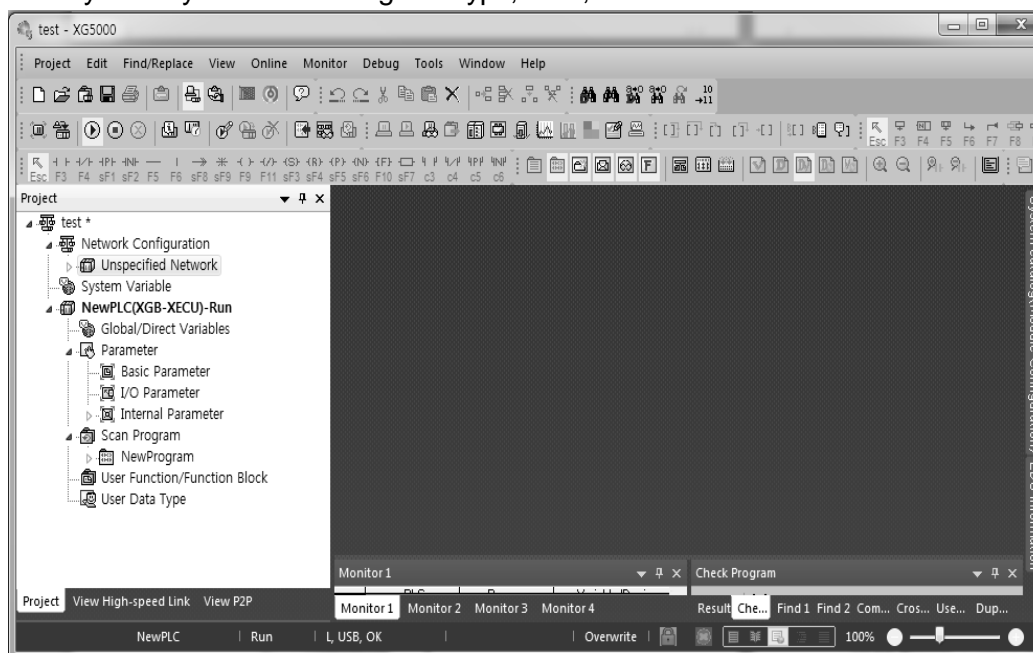 test - XG5000
Project Edit Find/Replace View Online Monitor Debug Tools Window Help
Esc F3 F4 F5 F6 F7 F8
Esc F3 F4 sF1 sF2 F5 F6 sF8 sF9 F9 F11 sF3 sF4 sF5 sF6 F10 sF7 c3 c4 c5 c6
Project
test *
Network Configuration
Unspecified Network
System Variable
NewPLC(XGB-XECU)-Run
Global/Direct Variables
Parameter
Basic Parameter
I/O Parameter
Internal Parameter
Scan Program
NewProgram
User Function/Function Block
User Data Type
Monitor 1
Check Program
Project View High-speed Link View P2P
Monitor 1 Monitor 2 Monitor 3 Monitor 4
Result Che... Find 1 Find 2 Com... Cros... Use... Dup...
NewPLC Run L, USB, OK Overwrite 100%